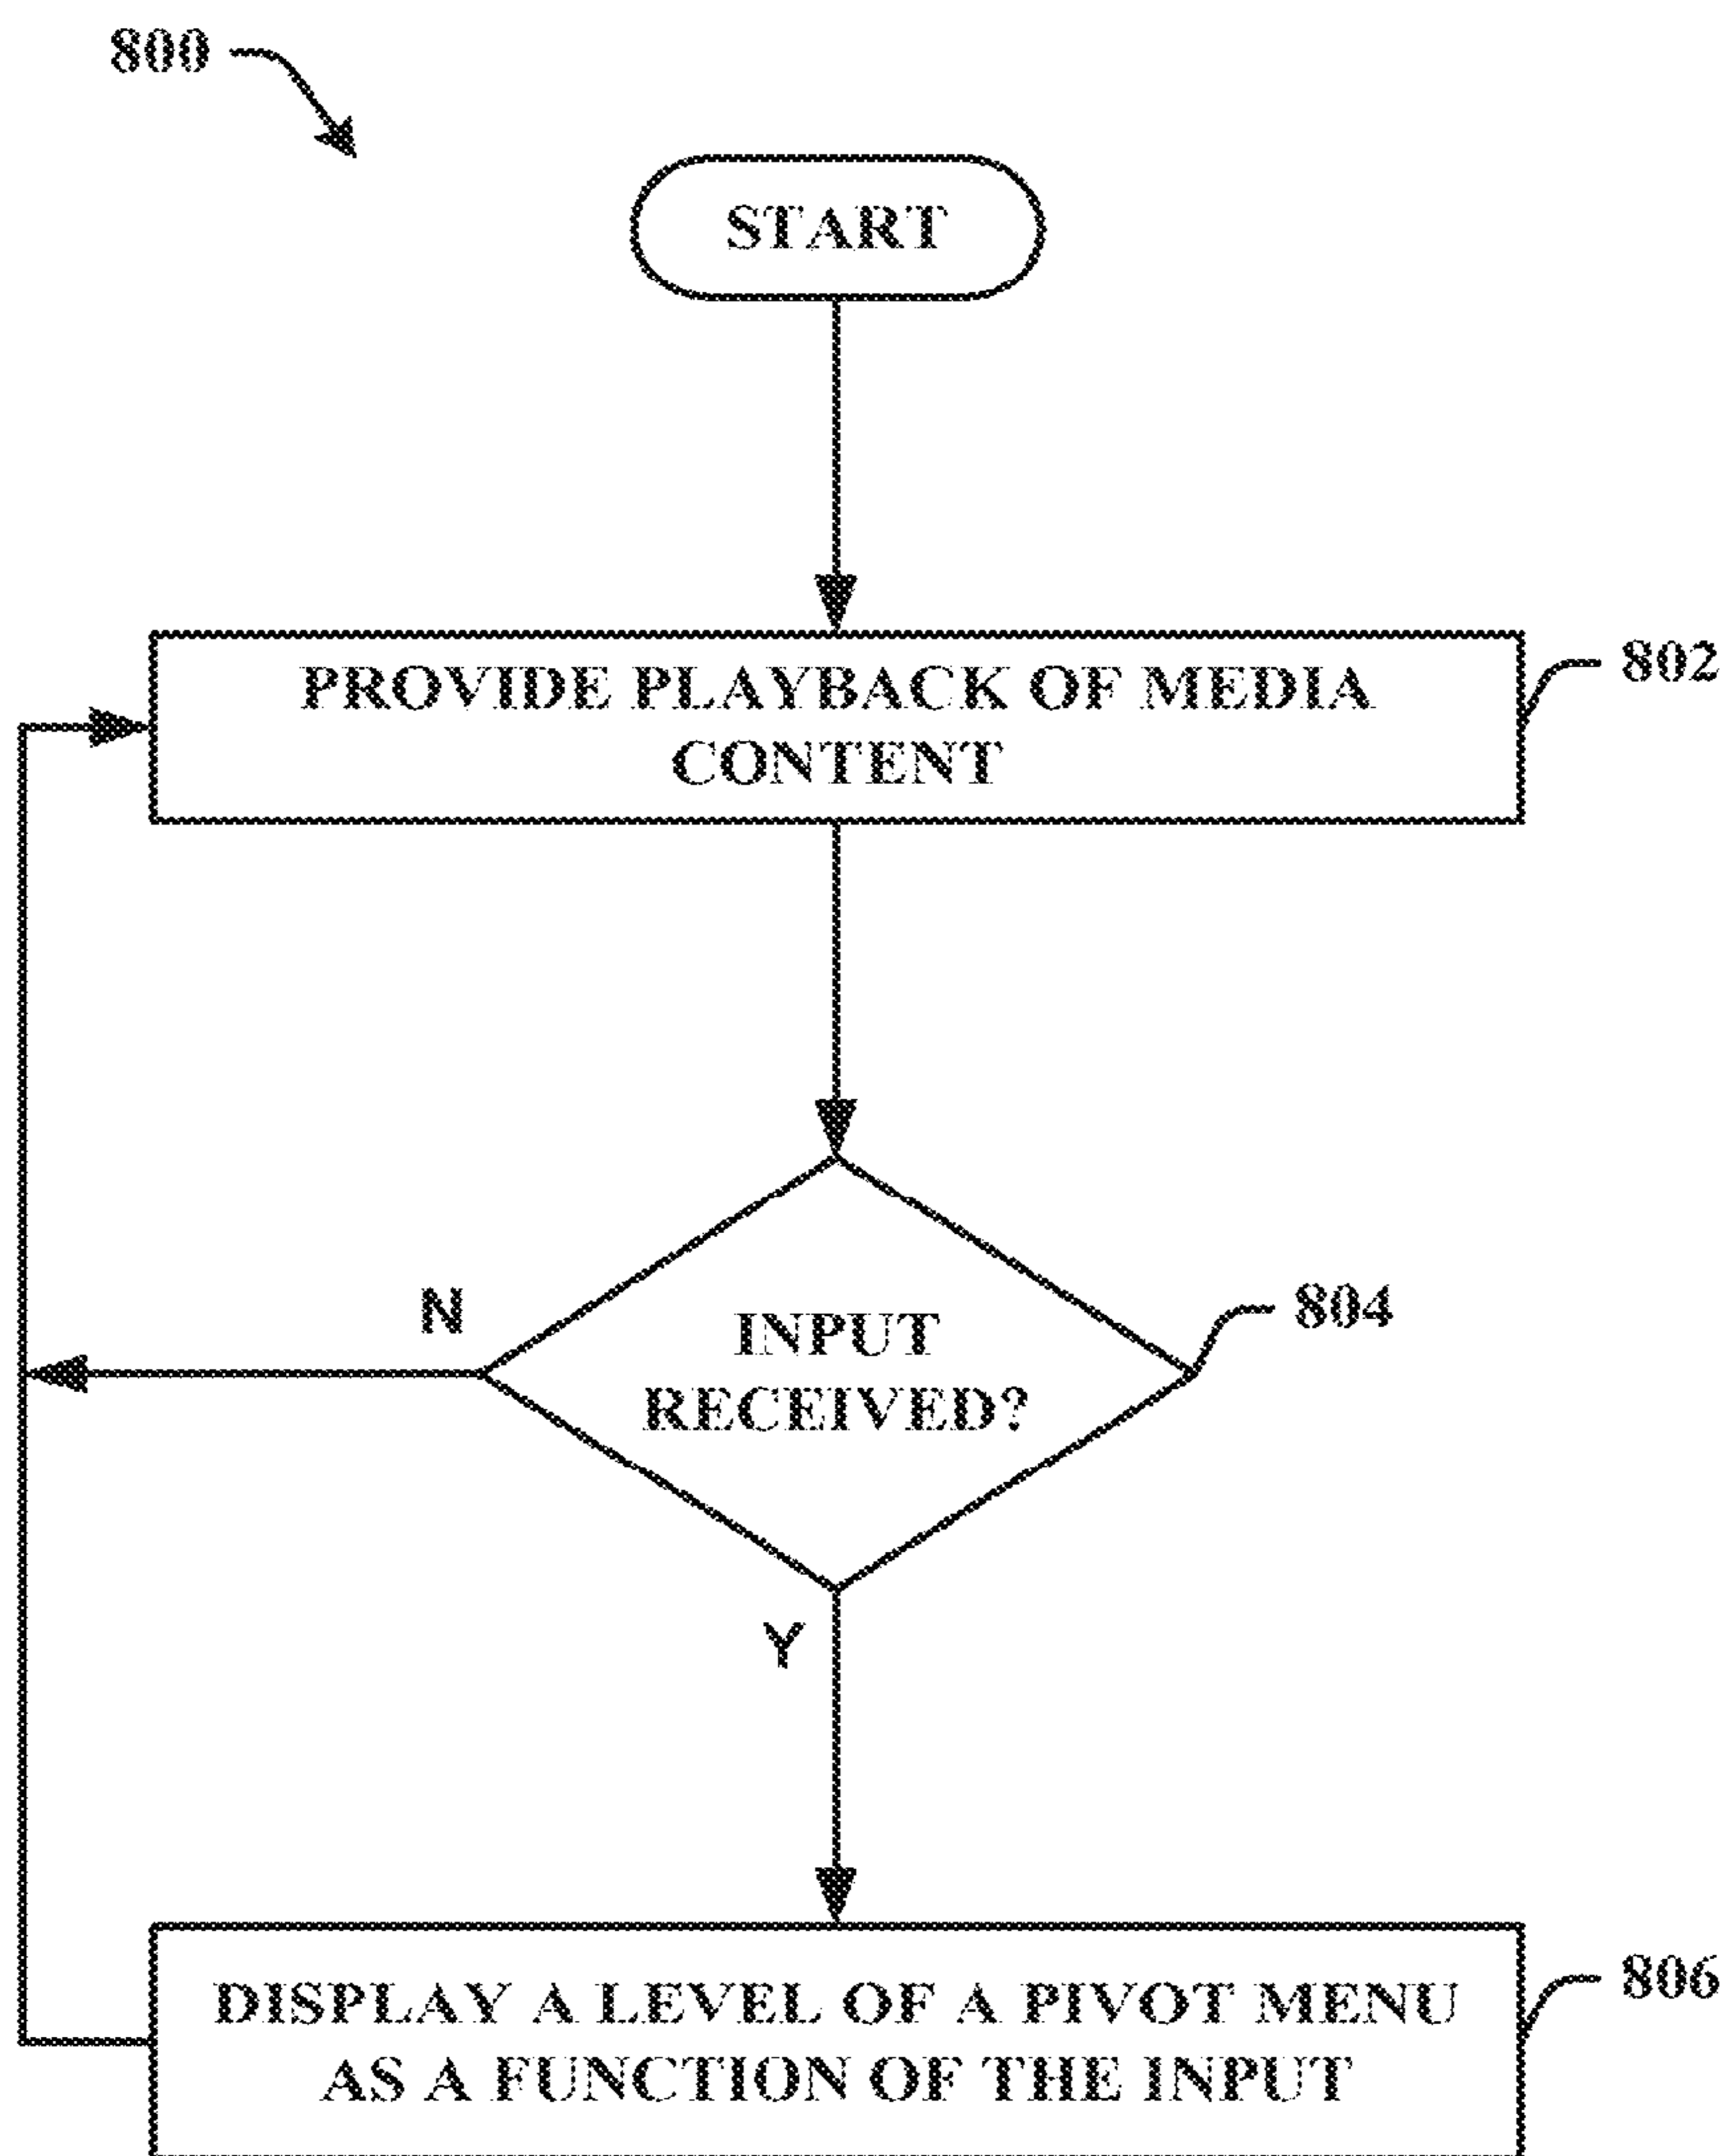 800
START
PROVIDE PLAYBACK OF MEDIA
CONTENT
802
N
INPUT
RECEIVED?
804
Y
DISPLAY A LEVEL OF A PIVOT MENU
AS A FUNCTION OF THE INPUT
806